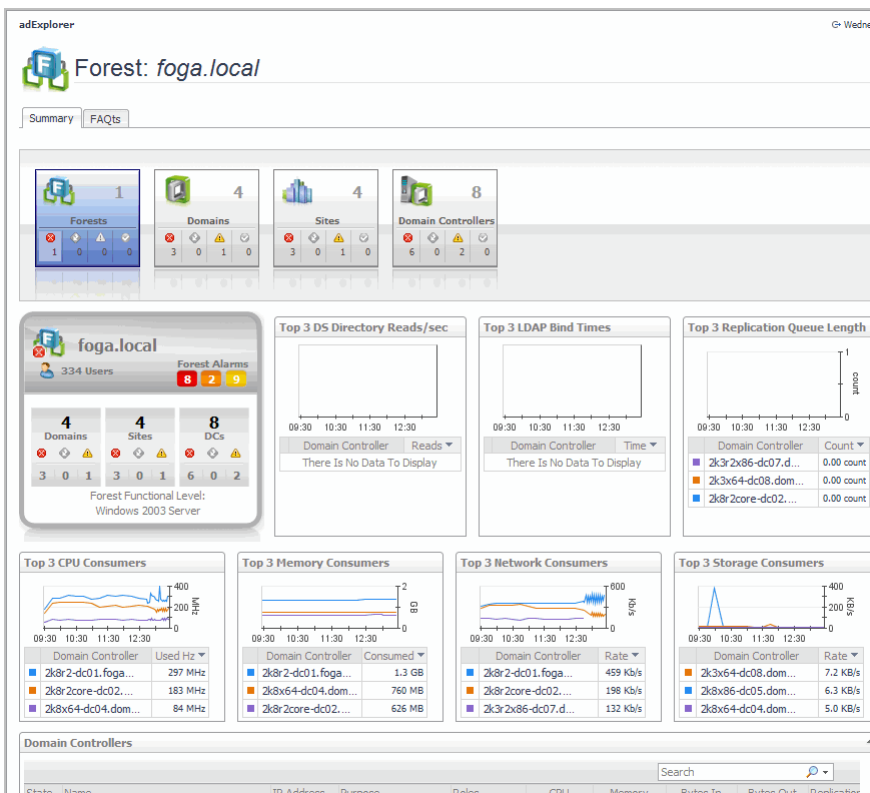 adExplorer
Wedne
Forest: foga.local
Summary FAQts
1 4 4 8
Forests Domains Sites Domain Controllers
1 0 0 0 3 0 1 0 3 0 1 0 6 0 2 0
foga.local
334 Users
Forest Alarms
8 2 9
4 4 8
Domains Sites DCs
3 0 1 3 0 1 6 0 2
Forest Functional Level:
Windows 2003 Server
Top 3 DS Directory Reads/sec
09:30 10:30 11:30 12:30
Domain Controller Reads
There Is No Data To Display
Top 3 LDAP Bind Times
09:30 10:30 11:30 12:30
Domain Controller Time
There Is No Data To Display
Top 3 Replication Queue Length
1
count
0
09:30 10:30 11:30 12:30
Domain Controller Count
2k3r2x86-dc07.d... 0.00 count
2k3x64-dc08.dom... 0.00 count
2k8r2core-dc02.... 0.00 count
Top 3 CPU Consumers
400
200
0
MHz
09:30 10:30 11:30 12:30
Domain Controller Used Hz
2k8r2-dc01.foga... 297 MHz
2k8r2core-dc02.... 183 MHz
2k8x64-dc04.dom... 84 MHz
Top 3 Memory Consumers
2
GB
0
09:30 10:30 11:30 12:30
Domain Controller Consumed
2k8r2-dc01.foga... 1.3 GB
2k8x64-dc04.dom... 760 MB
2k8r2core-dc02.... 626 MB
Top 3 Network Consumers
600
Kb/s
0
09:30 10:30 11:30 12:30
Domain Controller Rate
2k8r2-dc01.foga... 459 Kb/s
2k8r2core-dc02.... 198 Kb/s
2k3r2x86-dc07.d... 132 Kb/s
Top 3 Storage Consumers
400
200
0
KB/s
09:30 10:30 11:30 12:30
Domain Controller Rate
2k3x64-dc08.dom... 7.2 KB/s
2k8x86-dc05.dom... 6.3 KB/s
2k8x64-dc04.dom... 5.0 KB/s
Domain Controllers
Search
State Name IP Address Purpose Roles CPU Memory Bytes In Bytes Out Replication